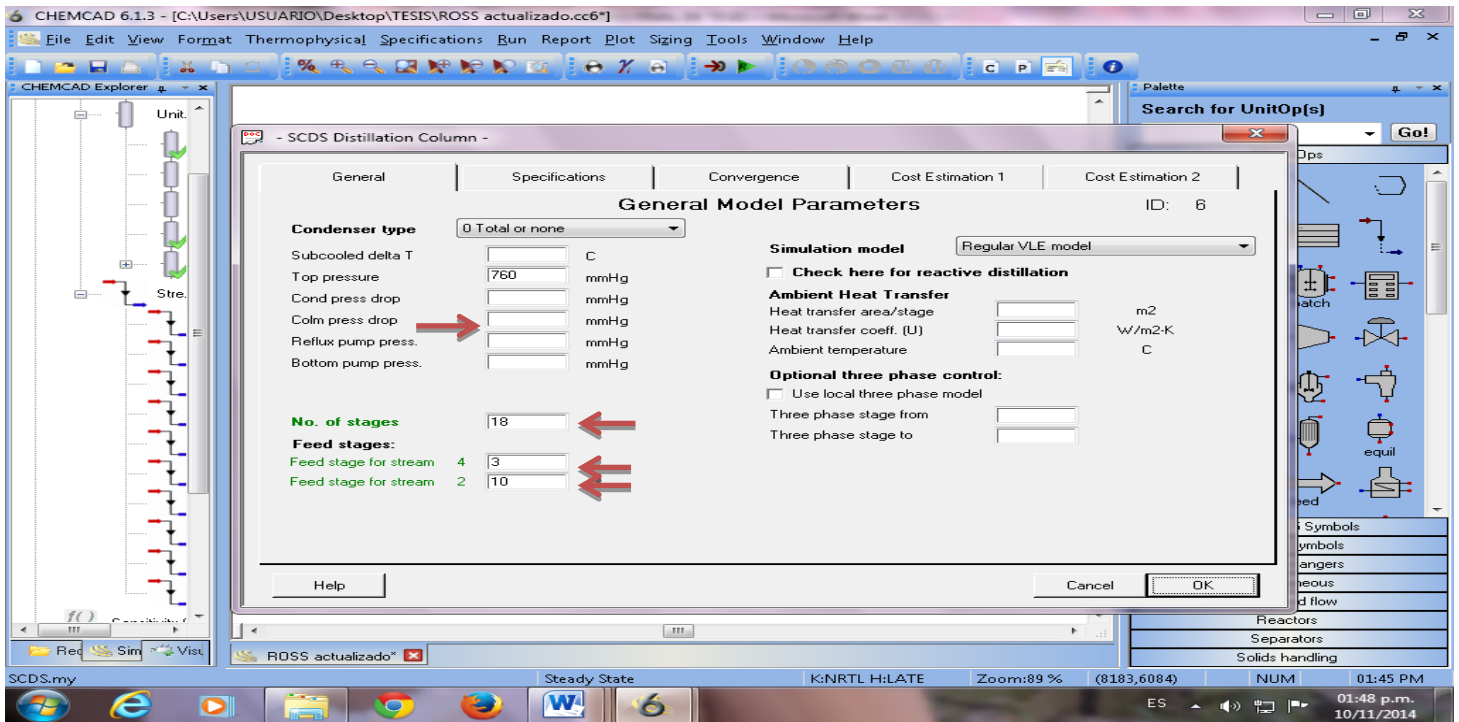 CHEMCAD 6.1.3 - [C:\Users\USUARIO\Desktop\TESIS\ROSS actualizado.cc6*]
File Edit View Format Thermophysical Specifications Run Report Plot Sizing Tools Window Help
C P
CHEMCAD Explorer
Palette
Unit.
Search for UnitOp(s)
Go!
- SCDS Distillation Column -
General Specifications Convergence Cost Estimation 1 Cost Estimation 2
General Model Parameters ID: 6
Condenser type 0 Total or none
Simulation model Regular VLE model
Subcooled delta T C
Top pressure 760 mmHg
Cond press drop mmHg
Colm press drop mmHg
Reflux pump press. mmHg
Bottom pump press. mmHg
Check here for reactive distillation
Ambient Heat Transfer
Heat transfer area/stage m2
Heat transfer coeff. (U) W/m2-K
Ambient temperature C
Optional three phase control:
Use local three phase model
Three phase stage from
Three phase stage to
No. of stages 18
Feed stages:
Feed stage for stream 4 3
Feed stage for stream 2 10
Help Cancel OK
Stre.
f()
equil
Reactors
Separators
Solids handling
Sim
ROSS actualizado*
SCDS.my Steady State K:NRTL H:LATE Zoom:89 % (8183,6084) NUM 01:45 PM
ES 01:48 p.m.
10/11/2014